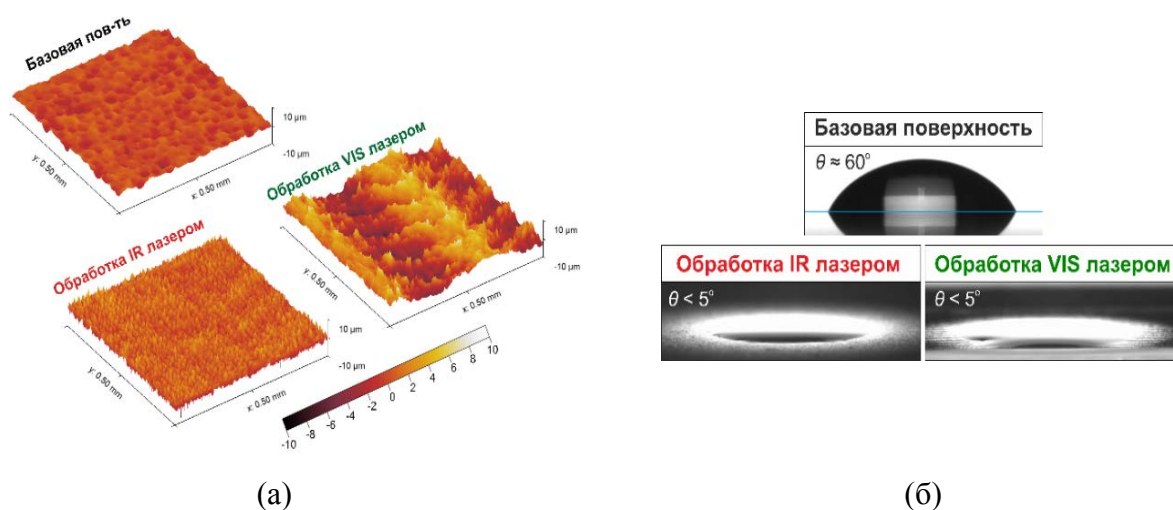 Базовая пов-ть
10 µm
-10 µm
y: 0.50 mm
x: 0.50 mm
Обработка VIS лазером
10 µm
-10 µm
y: 0.50 mm
x: 0.50 mm
Обработка IR лазером
10 µm
-10 µm
y: 0.50 mm
x: 0.50 mm
-10 -8 -6 -4 -2 0 2 4 6 8 10
(а)
Базовая поверхность
θ ≈ 60°
Обработка IR лазером
θ < 5°
Обработка VIS лазером
θ < 5°
(б)